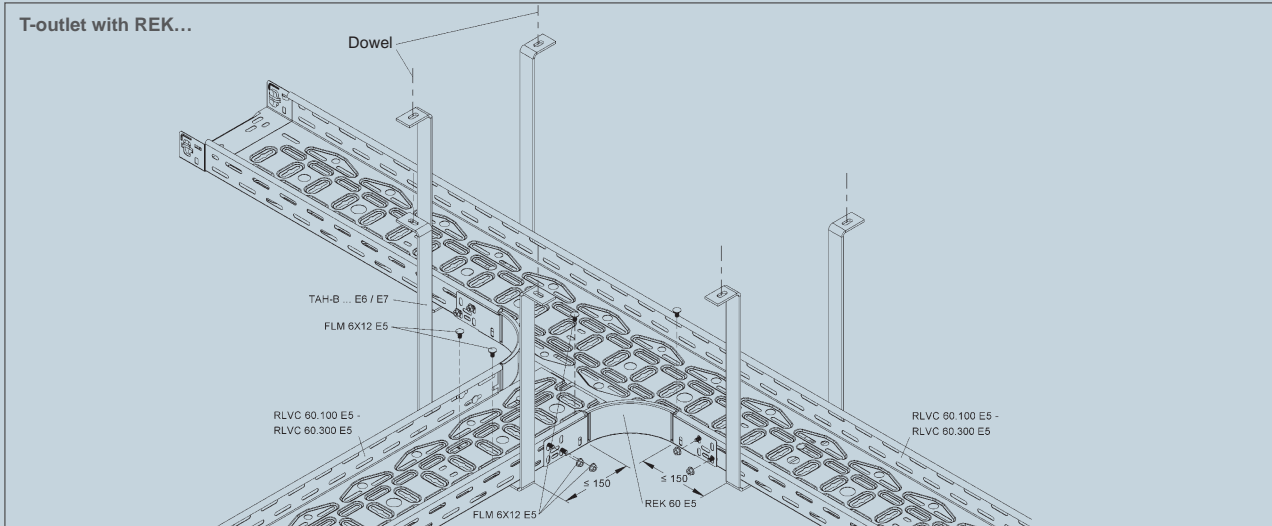 T-outlet with REK...
Dowel
TAH-B ... E6 / E7
FLM 6X12 E5
RLVC 60.100 E5 -
RLVC 60.300 E5
RLVC 60.100 E5 -
RLVC 60.300 E5
≤ 150
≤ 150
REK 60 E5
FLM 6X12 E5